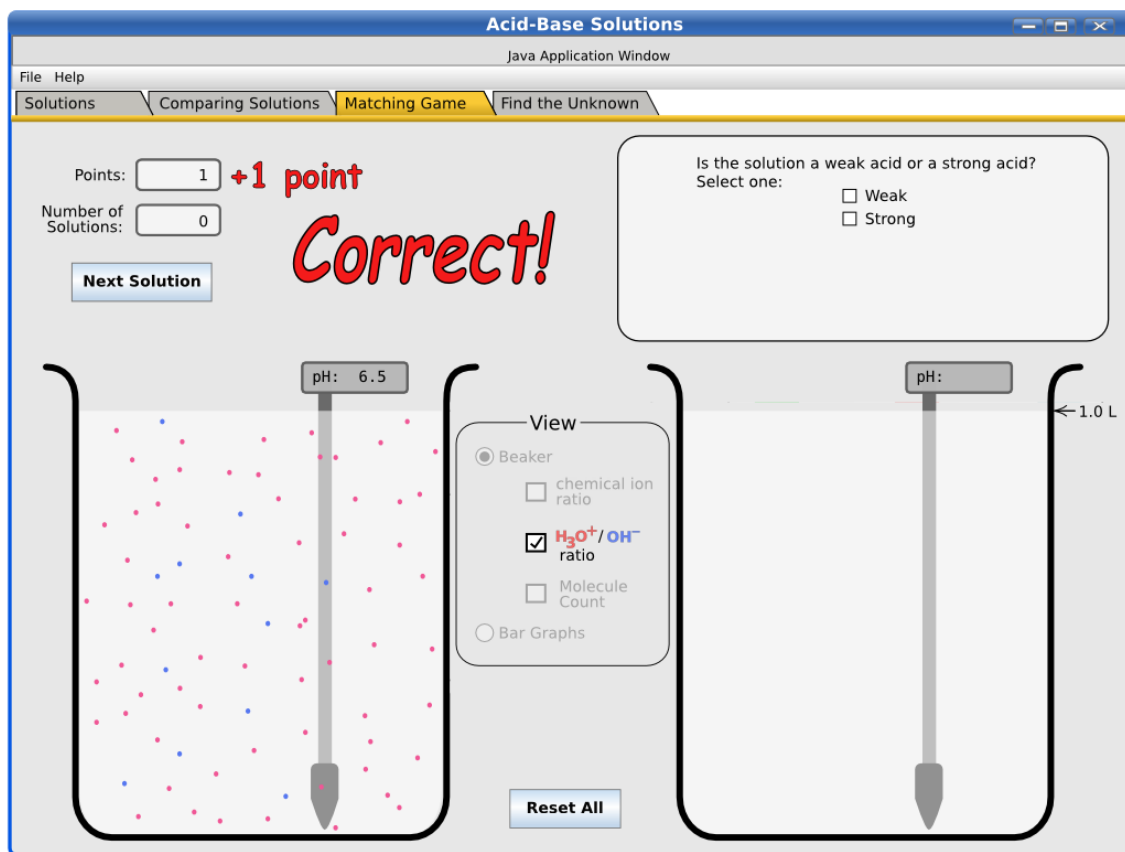 Acid-Base Solutions
Java Application Window
File Help
Solutions
Comparing Solutions
Matching Game
Find the Unknown
Points: 1
+1 point
Number of
Solutions: 0
Correct!
Next Solution
Is the solution a weak acid or a strong acid?
Select one:
Weak
Strong
pH: 6.5
pH:
1.0 L
View
Beaker
chemical ion
ratio
H₃O⁺/OH⁻
ratio
Molecule
Count
Bar Graphs
Reset All